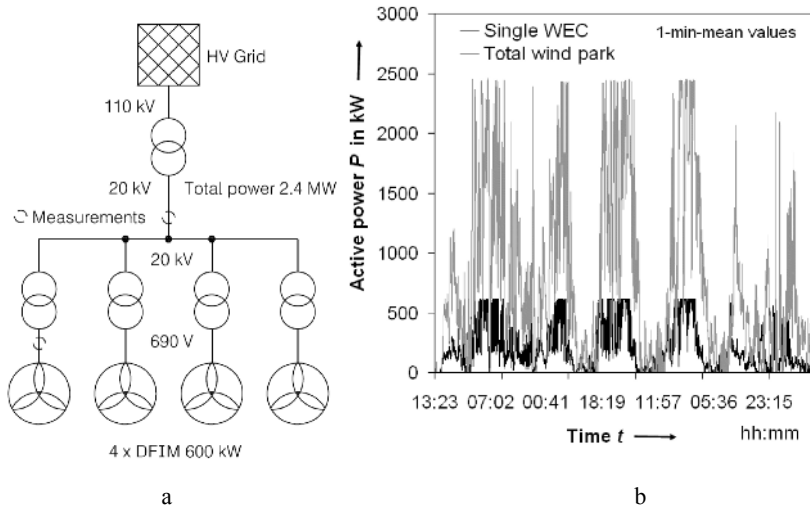 HV Grid
110 kV
20 kV
Total power 2.4 MW
Measurements
20 kV
690 V
4 x DFIM 600 kW
a
Active power P in kW
3000
2500
2000
1500
1000
500
0
Single WEC
Total wind park
1-min-mean values
13:23 07:02 00:41 18:19 11:57 05:36 23:15
Time t
hh:mm
b